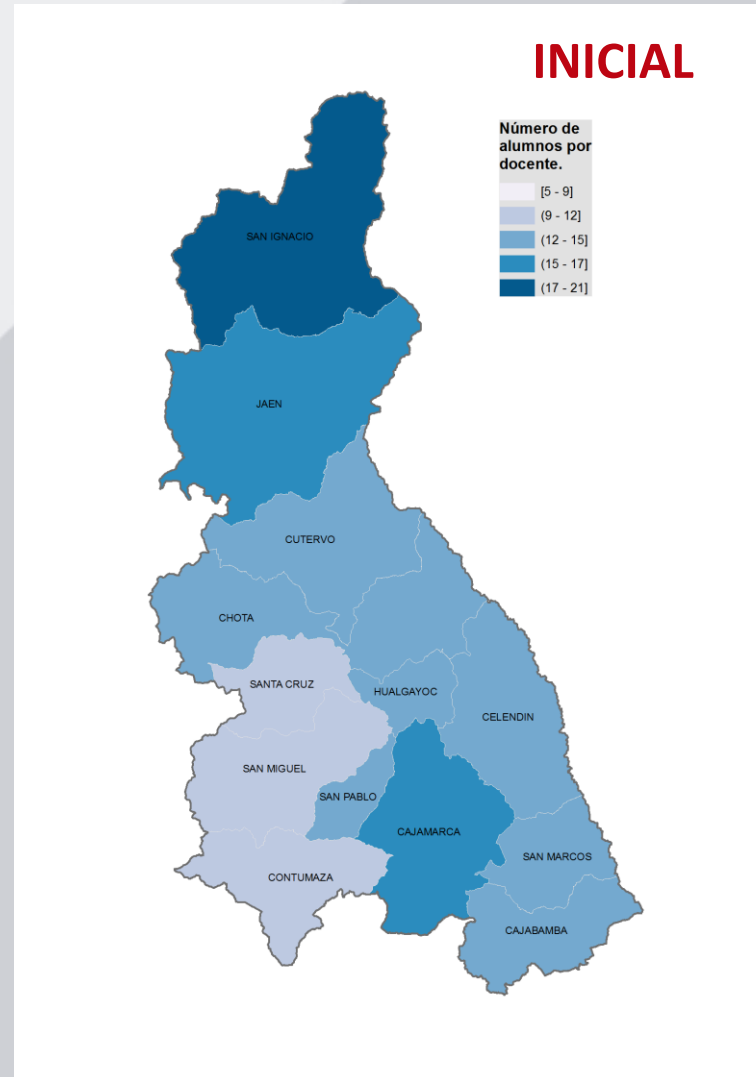 INICIAL
Número de
alumnos por
docente.
[5 - 9]
(9 - 12]
(12 - 15]
(15 - 17]
(17 - 21]
SAN IGNACIO
JAEN
CUTERVO
CHOTA
SANTA CRUZ
HUALGAYOC
CELENDIN
SAN MIGUEL
SAN PABLO
CAJAMARCA
SAN MARCOS
CONTUMAZA
CAJABAMBA